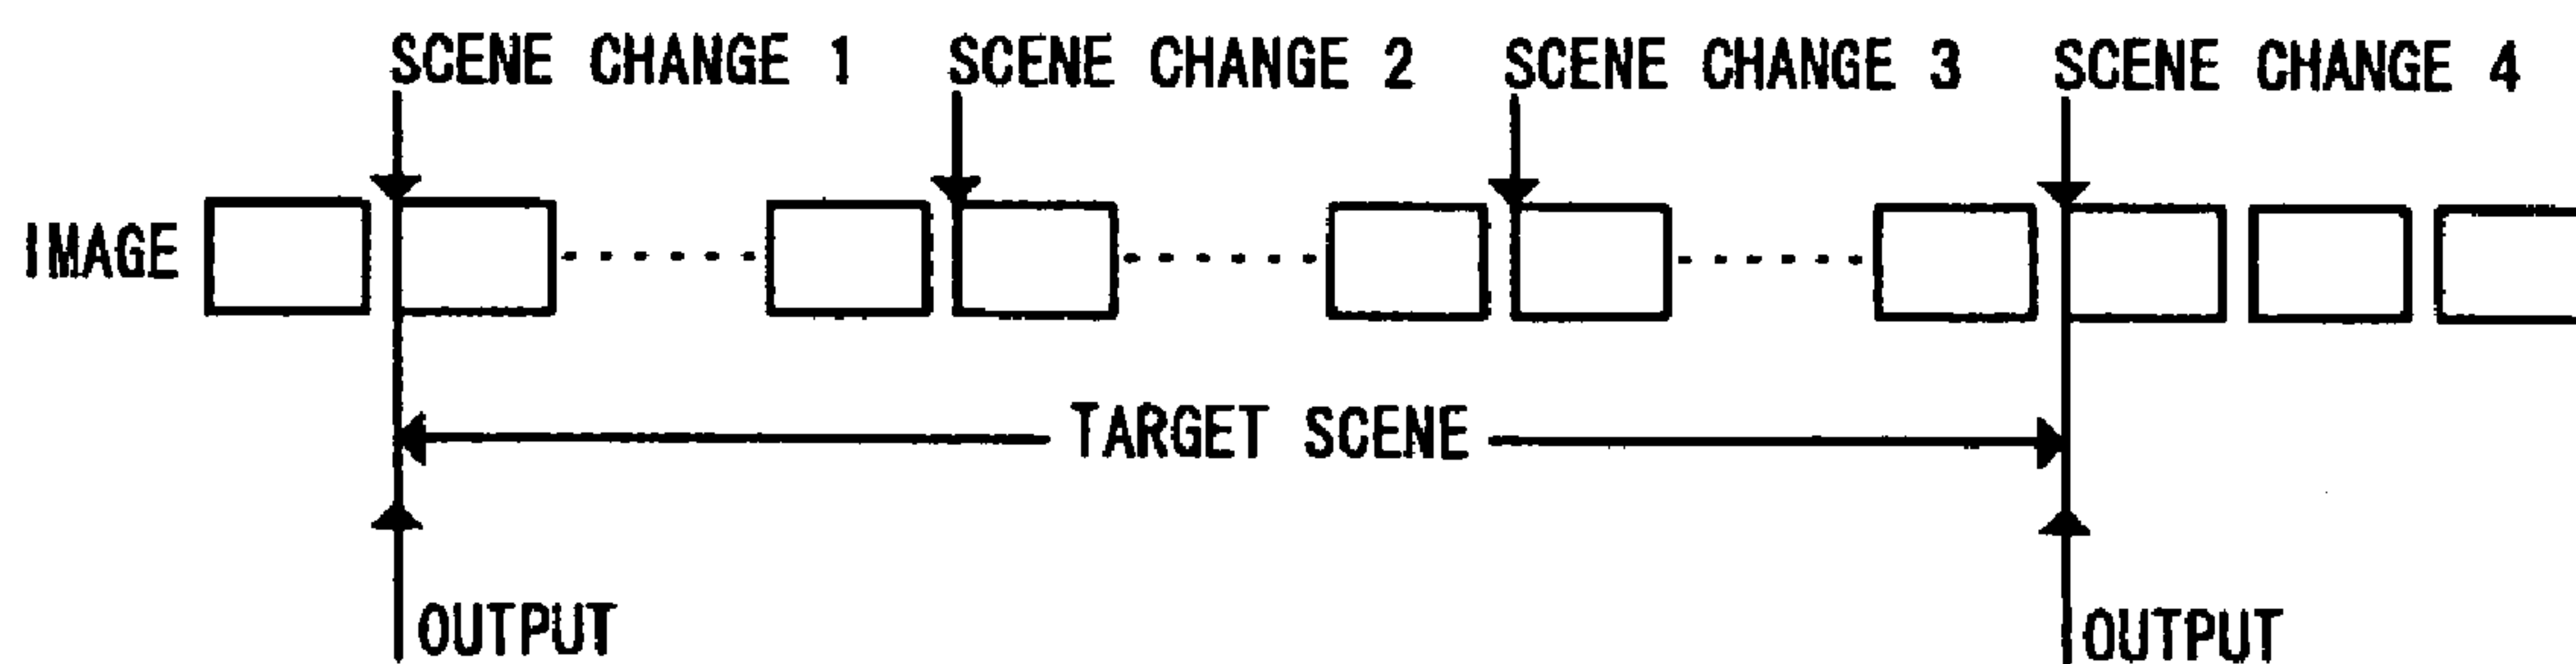 SCENE CHANGE 1 SCENE CHANGE 2 SCENE CHANGE 3 SCENE CHANGE 4
IMAGE
TARGET SCENE
OUTPUT OUTPUT